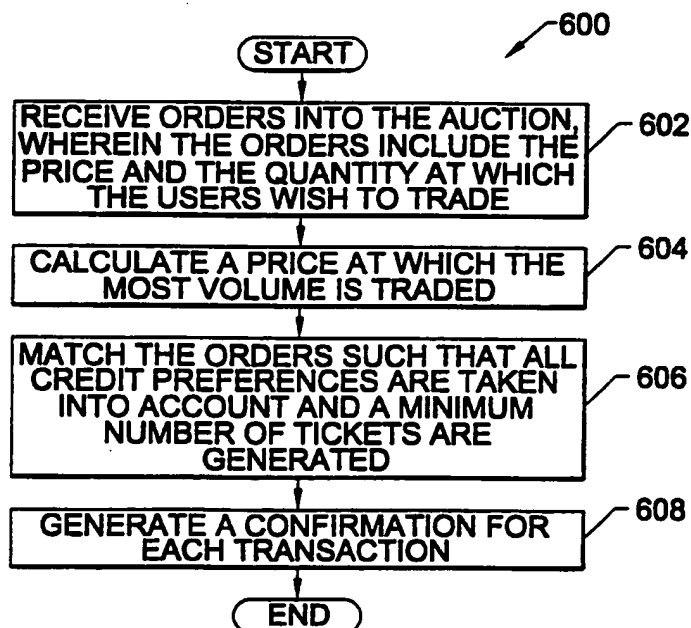 600
START
RECEIVE ORDERS INTO THE AUCTION,
WHEREIN THE ORDERS INCLUDE THE
PRICE AND THE QUANTITY AT WHICH
THE USERS WISH TO TRADE
602
CALCULATE A PRICE AT WHICH THE
MOST VOLUME IS TRADED
604
MATCH THE ORDERS SUCH THAT ALL
CREDIT PREFERENCES ARE TAKEN
INTO ACCOUNT AND A MINIMUM
NUMBER OF TICKETS ARE
GENERATED
606
GENERATE A CONFIRMATION FOR
EACH TRANSACTION
608
END